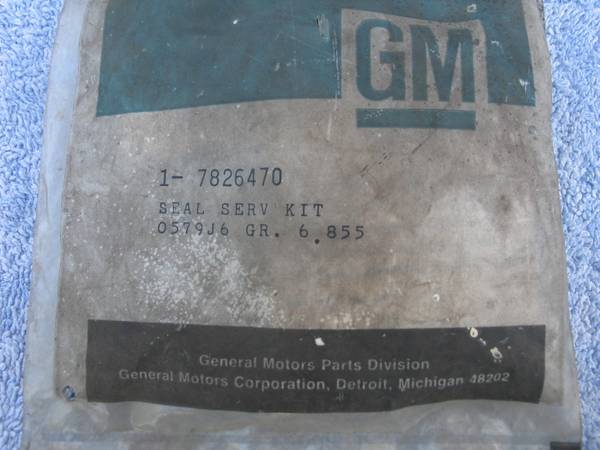 GM
1- 7826470
SEAL SERV KIT
0579J6 GR. 6.855
General Motors Parts Division
General Motors Corporation, Detroit, Michigan 48202